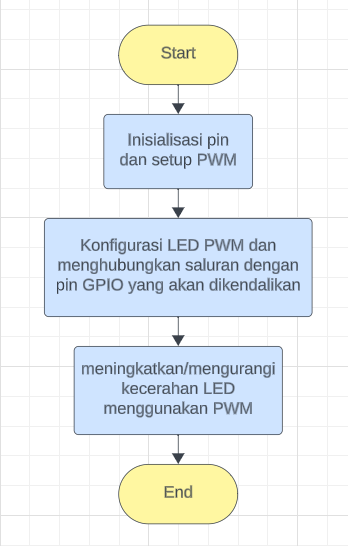 Start
Inisialisasi pin
dan setup PWM
Konfigurasi LED PWM dan
menghubungkan saluran dengan
pin GPIO yang akan dikendalikan
meningkatkan/mengurangi
kecerahan LED
menggunakan PWM
End